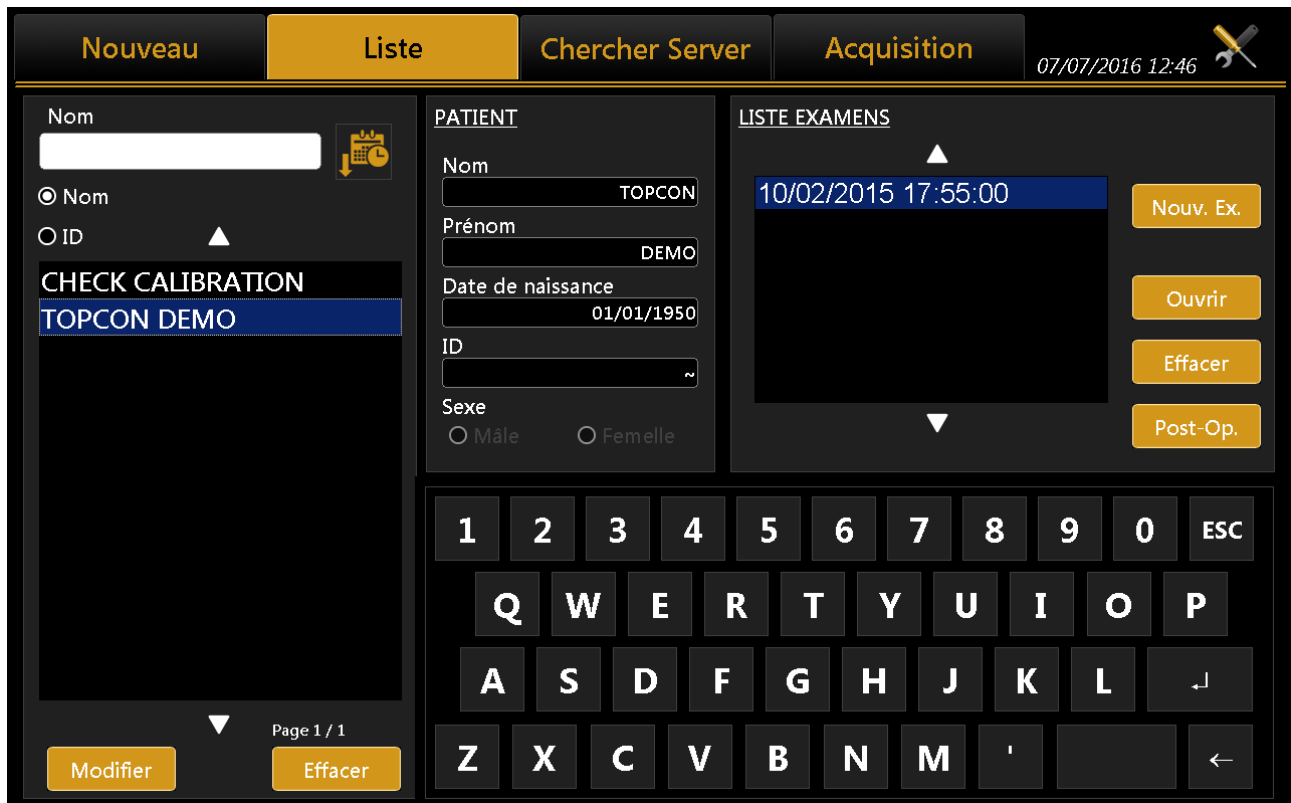 Nouveau
Liste
Chercher Server
Acquisition
07/07/2016 12:46
Nom
Nom
ID
CHECK CALIBRATION
TOPCON DEMO
Page 1 / 1
Modifier
Effacer
PATIENT
Nom
TOPCON
Prénom
DEMO
Date de naissance
01/01/1950
ID
~
Sexe
Mâle
Femelle
LISTE EXAMENS
10/02/2015 17:55:00
Nouv. Ex.
Ouvrir
Effacer
Post-Op.
1 2 3 4 5 6 7 8 9 0 ESC
Q W E R T Y U I O P
A S D F G H J K L ↵
Z X C V B N M ' ←